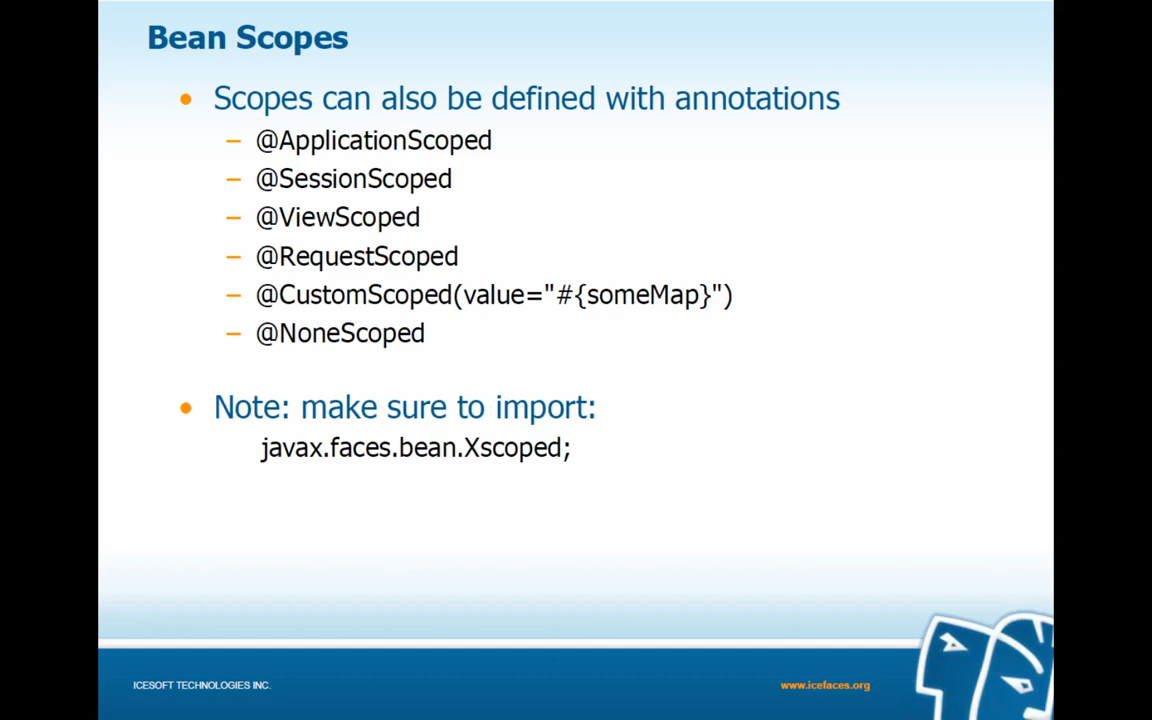 Bean Scopes
• Scopes can also be defined with annotations
– @ApplicationScoped
– @SessionScoped
– @ViewScoped
– @RequestScoped
– @CustomScoped(value="#{someMap}")
– @NoneScoped
• Note: make sure to import:
javax.faces.bean.Xscoped;
ICESOFT TECHNOLOGIES INC.
www.icefaces.org